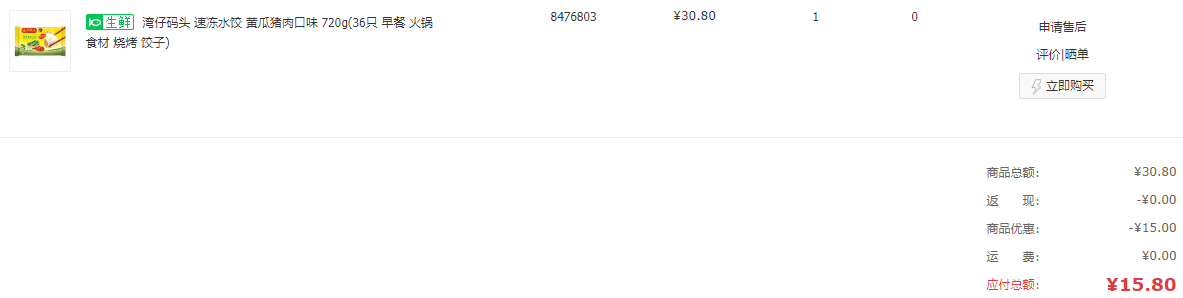 生鲜 湾仔码头 速冻水饺 黄瓜猪肉口味 720g(36只 早餐 火锅
食材 烧烤 饺子)
8476803
¥30.80
1
0
申请售后
评价|晒单
立即购买
商品总额: ¥30.80
返 现: -¥0.00
商品优惠: -¥15.00
运 费: ¥0.00
应付总额: ¥15.80